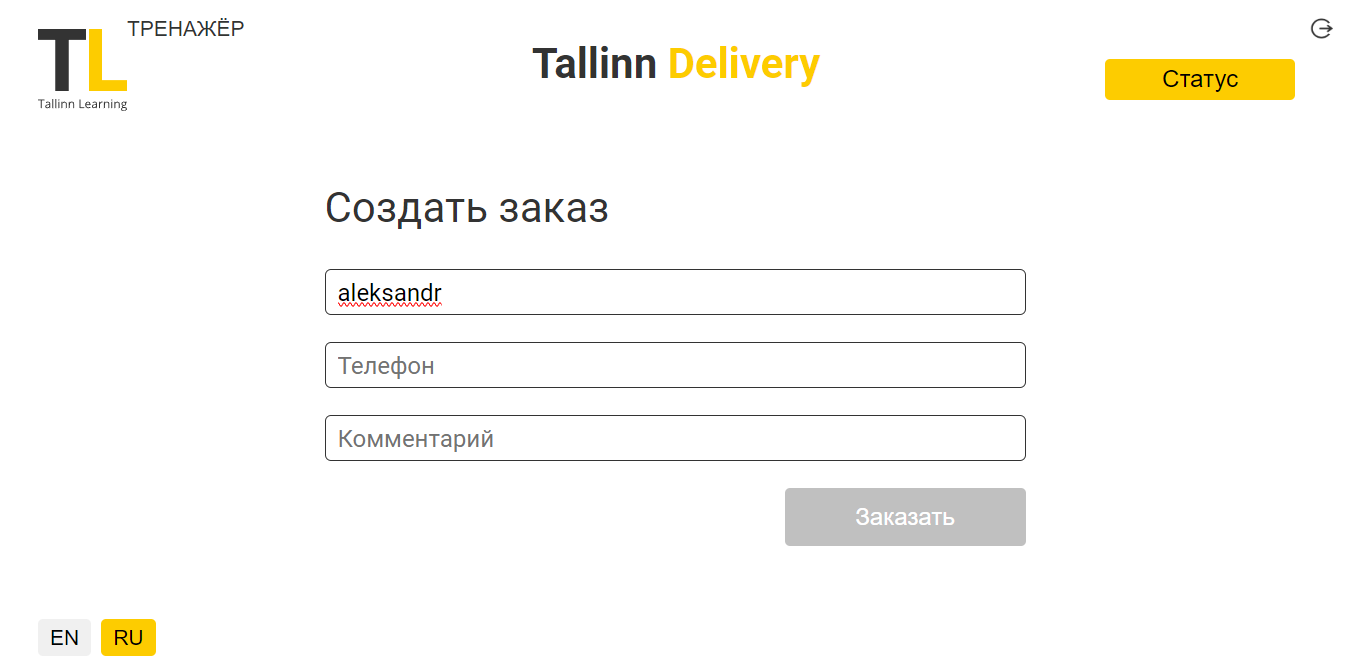 ТРЕНАЖЁР
TL
Tallinn Learning
Tallinn Delivery
Статус
Создать заказ
aleksandr
Телефон
Комментарий
Заказать
EN RU